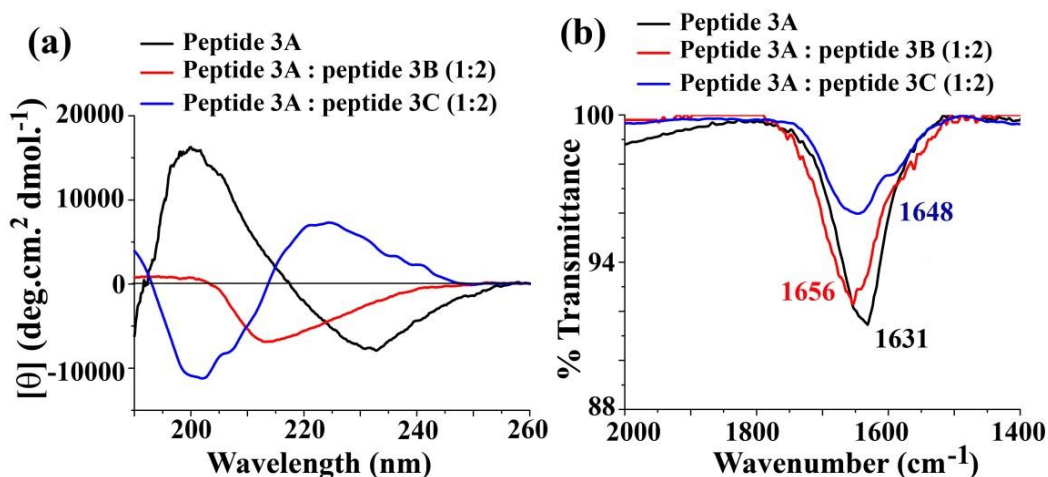 (a)
Peptide 3A
Peptide 3A : peptide 3B (1:2)
Peptide 3A : peptide 3C (1:2)
20000
10000
0
-10000
[θ] (deg.cm.² dmol.⁻¹)
200
220
240
260
Wavelength (nm)
(b)
Peptide 3A
Peptide 3A : peptide 3B (1:2)
Peptide 3A : peptide 3C (1:2)
100
94
88
% Transmittance
1648
1656
1631
2000
1800
1600
1400
Wavenumber (cm⁻¹)